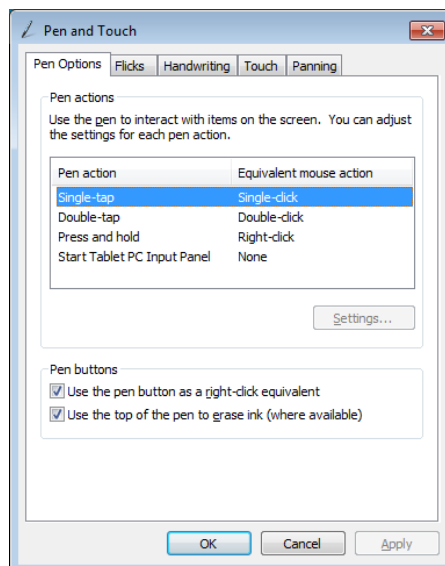 Pen and Touch
Pen Options Flicks Handwriting Touch Panning
Pen actions
Use the pen to interact with items on the screen. You can adjust
the settings for each pen action.
Pen action Equivalent mouse action
Single-tap Single-click
Double-tap Double-click
Press and hold Right-click
Start Tablet PC Input Panel None
Settings...
Pen buttons
Use the pen button as a right-click equivalent
Use the top of the pen to erase ink (where available)
OK Cancel Apply